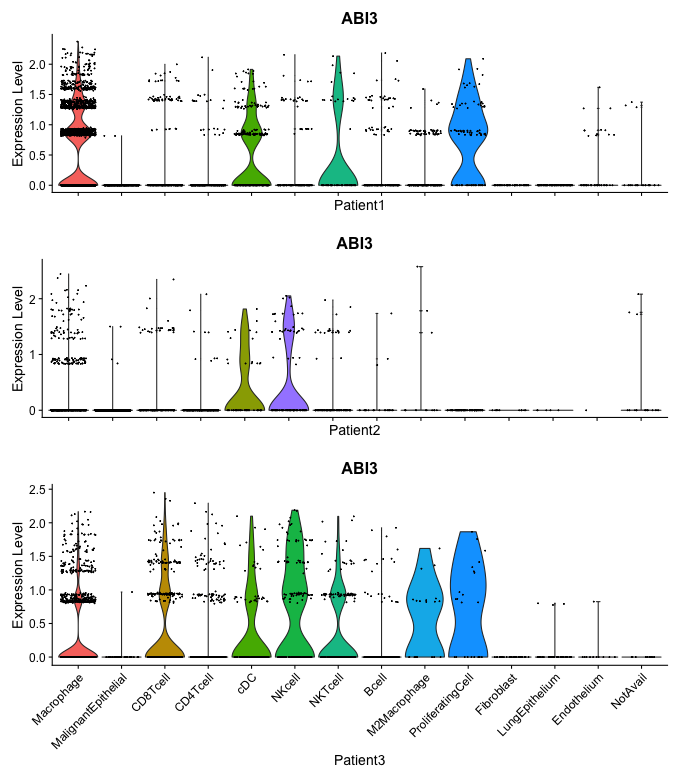 ABI3
Expression Level
2.0
1.5
1.0
0.5
0.0
Patient1
ABI3
Expression Level
2
1
0
Patient2
ABI3
Expression Level
2.5
2.0
1.5
1.0
0.5
0.0
Macrophage
MalignantEpithelial
CD8Tcell
CD4Tcell
cDC
NKcell
NKTcell
Bcell
M2Macrophage
ProliferatingCell
Fibroblast
LungEpithelium
Endothelium
NotAvail
Patient3